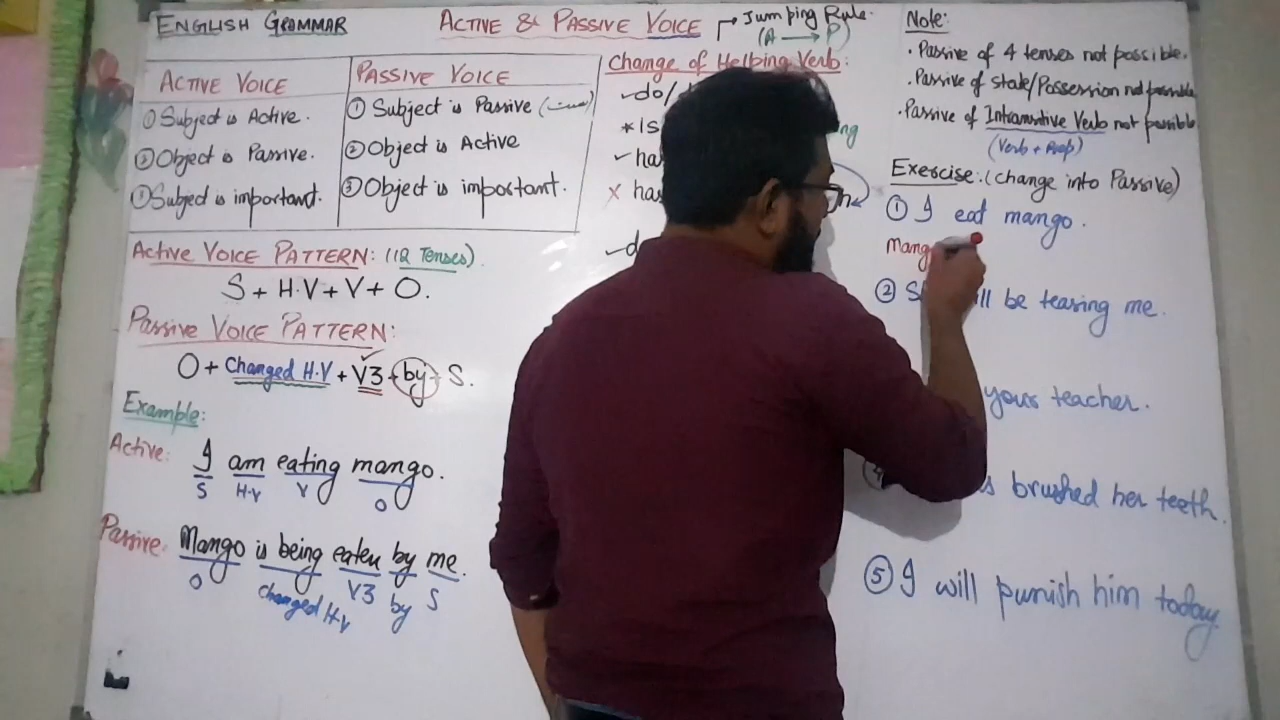 ENGLISH GRAMMAR
ACTIVE & PASSIVE VOICE
Jumping Rule.
(A → P)
ACTIVE VOICE
① Subject is Active.
② Object is Passive.
① Subject is important.
PASSIVE VOICE
① Subject is Passive
② Object is Active
③ Object is important.
Active VOICE PATTERN: (12 Tenses).
S + H.V + V + O.
Passive VOICE PATTERN:
O + Changed H.V + V3 + by + S.
Example:
Active: I am eating mango.
S H.V V O
Passive: Mango is being eaten by me.
O changed H.V V3 by S
Change of Helping Verb:
Note:
. Passive of 4 tenses not possible.
. Passive of state/Possession not possible
. Passive of Intransitive Verb not possible
(Verb + Prep)
Exercise: (change into Passive)
① I eat mango.
Mang
② be teasing me.
your teacher.
brushed her teeth.
⑤ I will punish him today